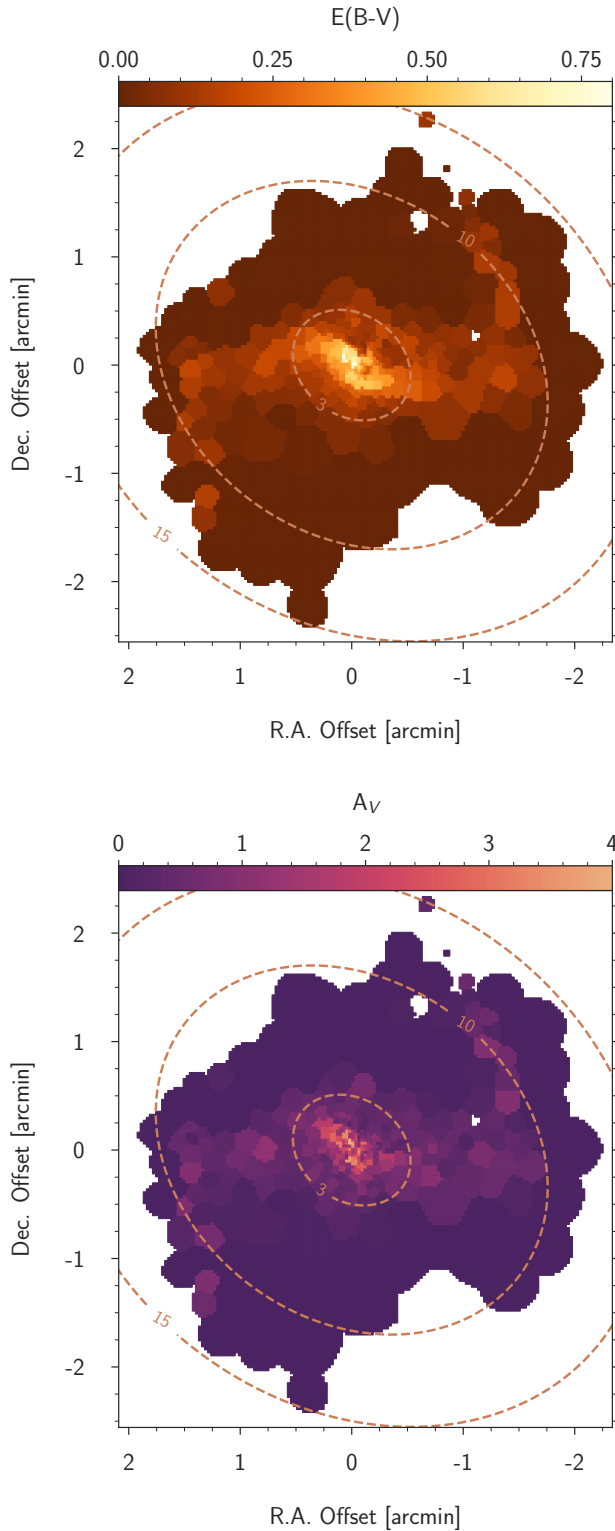 E(B-V)
0.00 0.25 0.50 0.75
2
1
0
-1
-2
Dec. Offset [arcmin]
10
3
15
2 1 0 -1 -2
R.A. Offset [arcmin]
A_V
0 1 2 3 4
2
1
0
-1
-2
Dec. Offset [arcmin]
10
3
15
2 1 0 -1 -2
R.A. Offset [arcmin]